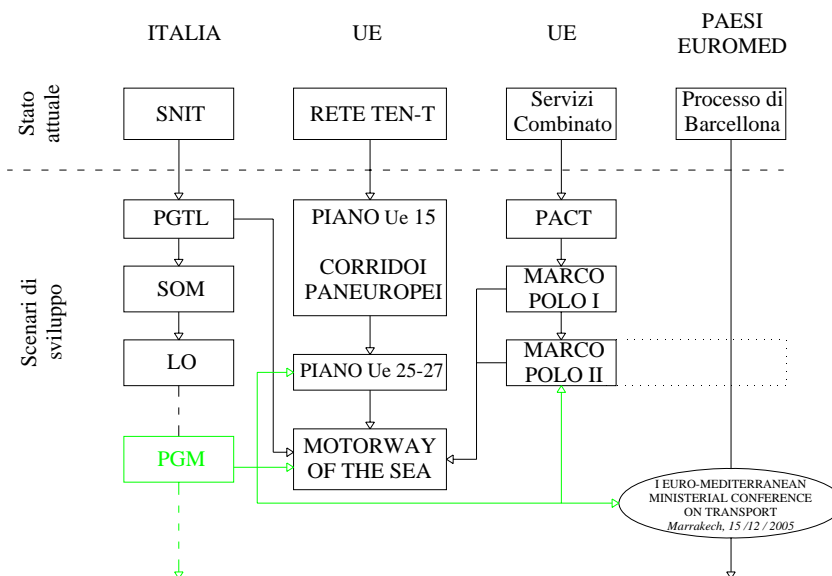 ITALIA
UE
UE
PAESI
EUROMED
Stato
attuale
SNIT
RETE TEN-T
Servizi
Combinato
Processo di
Barcellona
Scenari di
sviluppo
PGTL
PIANO Ue 15
CORRIDOI
PANEUROPEI
PACT
SOM
MARCO
POLO I
LO
PIANO Ue 25-27
MARCO
POLO II
PGM
MOTORWAY
OF THE SEA
I EURO-MEDITERRANEAN
MINISTERIAL CONFERENCE
ON TRANSPORT
Marrakech, 15 /12 / 2005